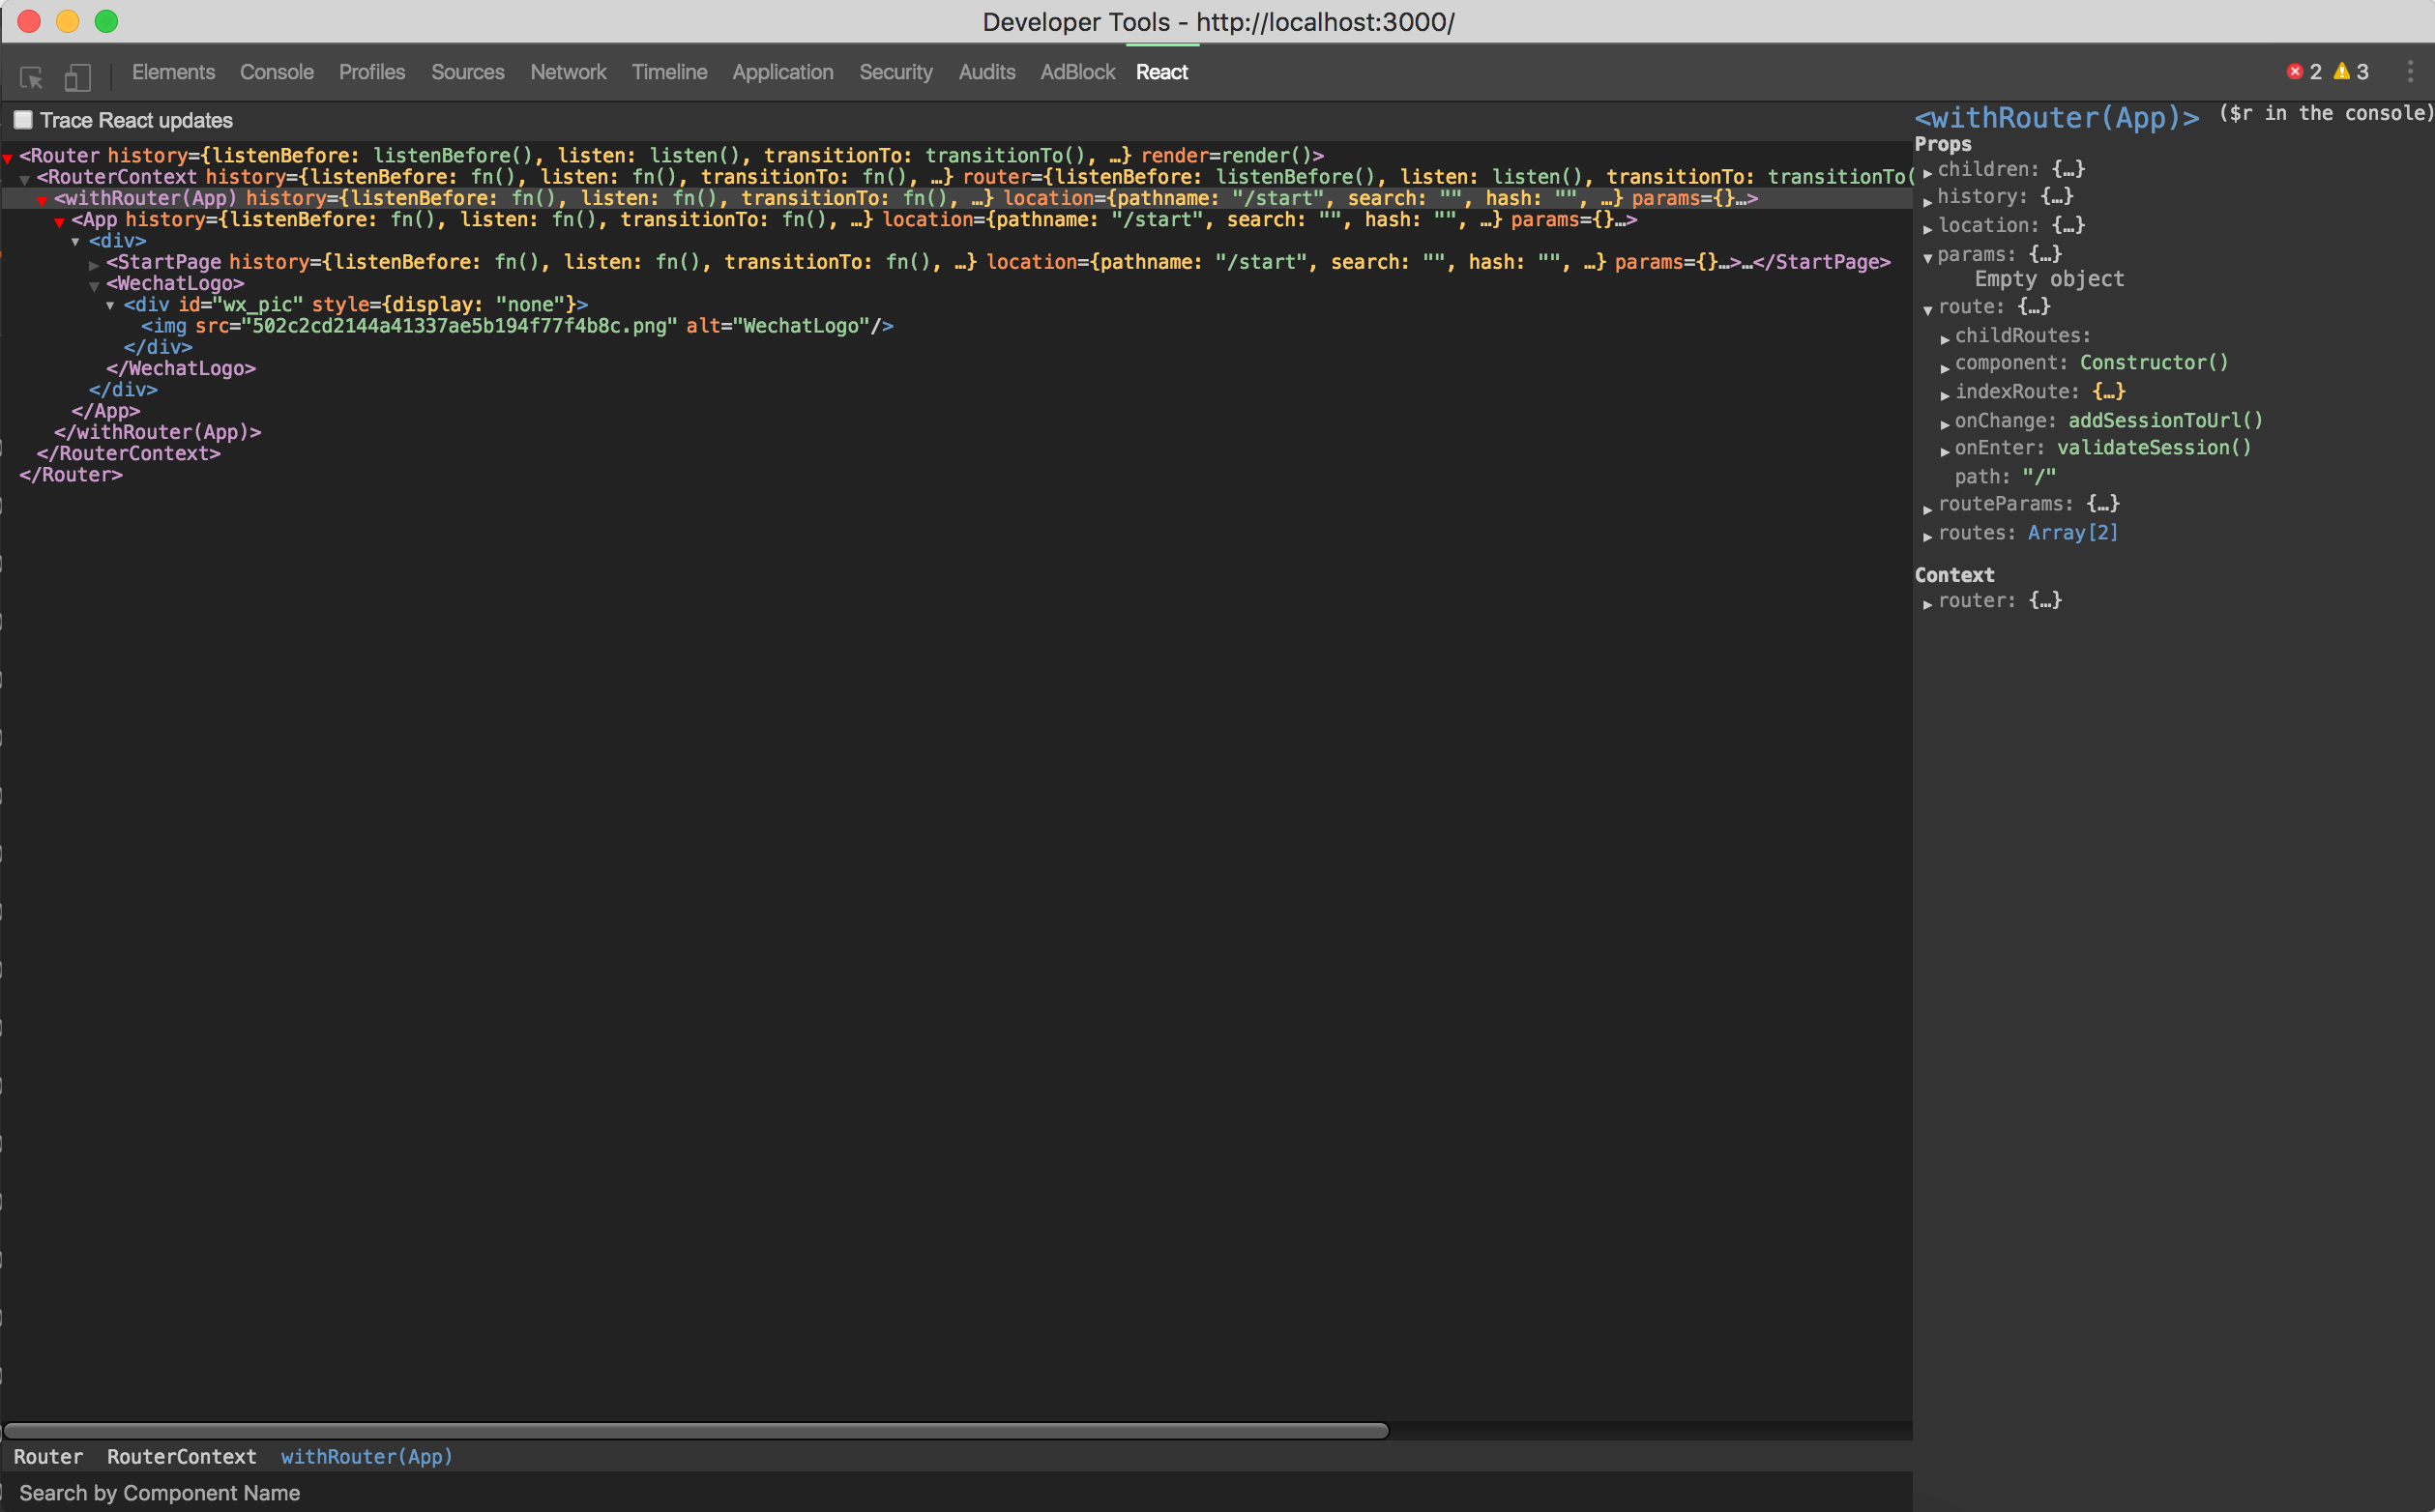 Developer Tools - http://localhost:3000/
Elements Console Profiles Sources Network Timeline Application Security Audits AdBlock React 2 3
Trace React updates
<Router history={listenBefore: listenBefore(), listen: listen(), transitionTo: transitionTo(), …} render=render()>
<RouterContext history={listenBefore: fn(), listen: fn(), transitionTo: fn(), …} router={listenBefore: listenBefore(), listen: listen(), transitionTo: transitionTo(
<withRouter(App) history={listenBefore: fn(), listen: fn(), transitionTo: fn(), …} location={pathname: "/start", search: "", hash: "", …} params={}…>
<App history={listenBefore: fn(), listen: fn(), transitionTo: fn(), …} location={pathname: "/start", search: "", hash: "", …} params={}…>
<div>
<StartPage history={listenBefore: fn(), listen: fn(), transitionTo: fn(), …} location={pathname: "/start", search: "", hash: "", …} params={}…>…</StartPage>
<WechatLogo>
<div id="wx_pic" style={display: "none"}>
<img src="502c2cd2144a41337ae5b194f77f4b8c.png" alt="WechatLogo"/>
</div>
</WechatLogo>
</div>
</App>
</withRouter(App)>
</RouterContext>
</Router>
<withRouter(App)> ($r in the console)
Props
children: {…}
history: {…}
location: {…}
params: {…}
Empty object
route: {…}
childRoutes:
component: Constructor()
indexRoute: {…}
onChange: addSessionToUrl()
onEnter: validateSession()
path: "/"
routeParams: {…}
routes: Array[2]
Context
router: {…}
Router RouterContext withRouter(App)
Search by Component Name